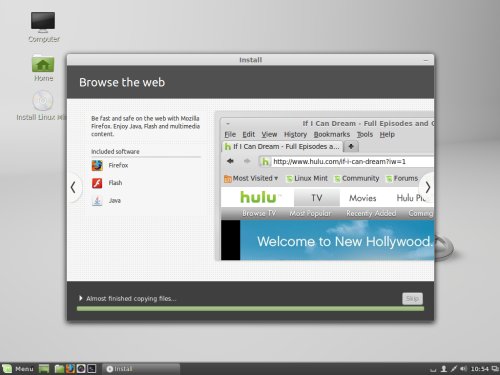 Computer
Home
Install Linux Mi
Install
Browse the web
Be fast and safe on the web with Mozilla
Firefox. Enjoy Java, Flash and multimedia
content.
Included software
Firefox
Flash
Java
If I Can Dream - Full Episodes and C
File Edit View History Bookmarks Tools Help
If I Can Dream - Full Episodes a...
http://www.hulu.com/if-i-can-dream?iw=1
Most Visited Linux Mint Community Forums
hulu TV Movies Hulu Pl
Browse TV Most Popular Recently Added Coming
Welcome to New Hollywood.
Almost finished copying files...
Skip
Menu
Install
10:54